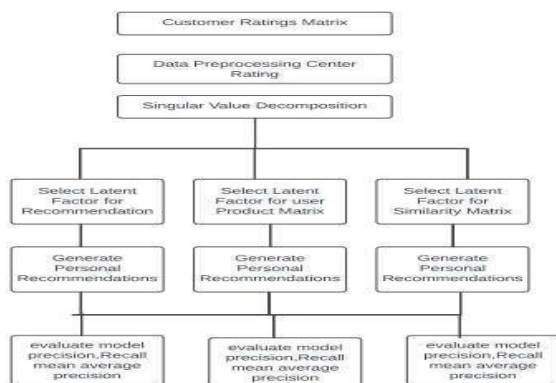 Customer Ratings Matrix
Data Preprocessing Center
Rating
Singular Value Decomposition
Select Latent
Factor for
Recommendation
Select Latent
Factor for user
Product Matrix
Select Latent
Factor for
Similarity Matrix
Generate
Personal
Recommendations
Generate
Personal
Recommendations
Generate
Personal
Recommendations
evaluate model
precision,Recall
mean average
precision
evaluate model
precision,Recall
mean average
precision
evaluate model
precision,Recall
mean average
precision